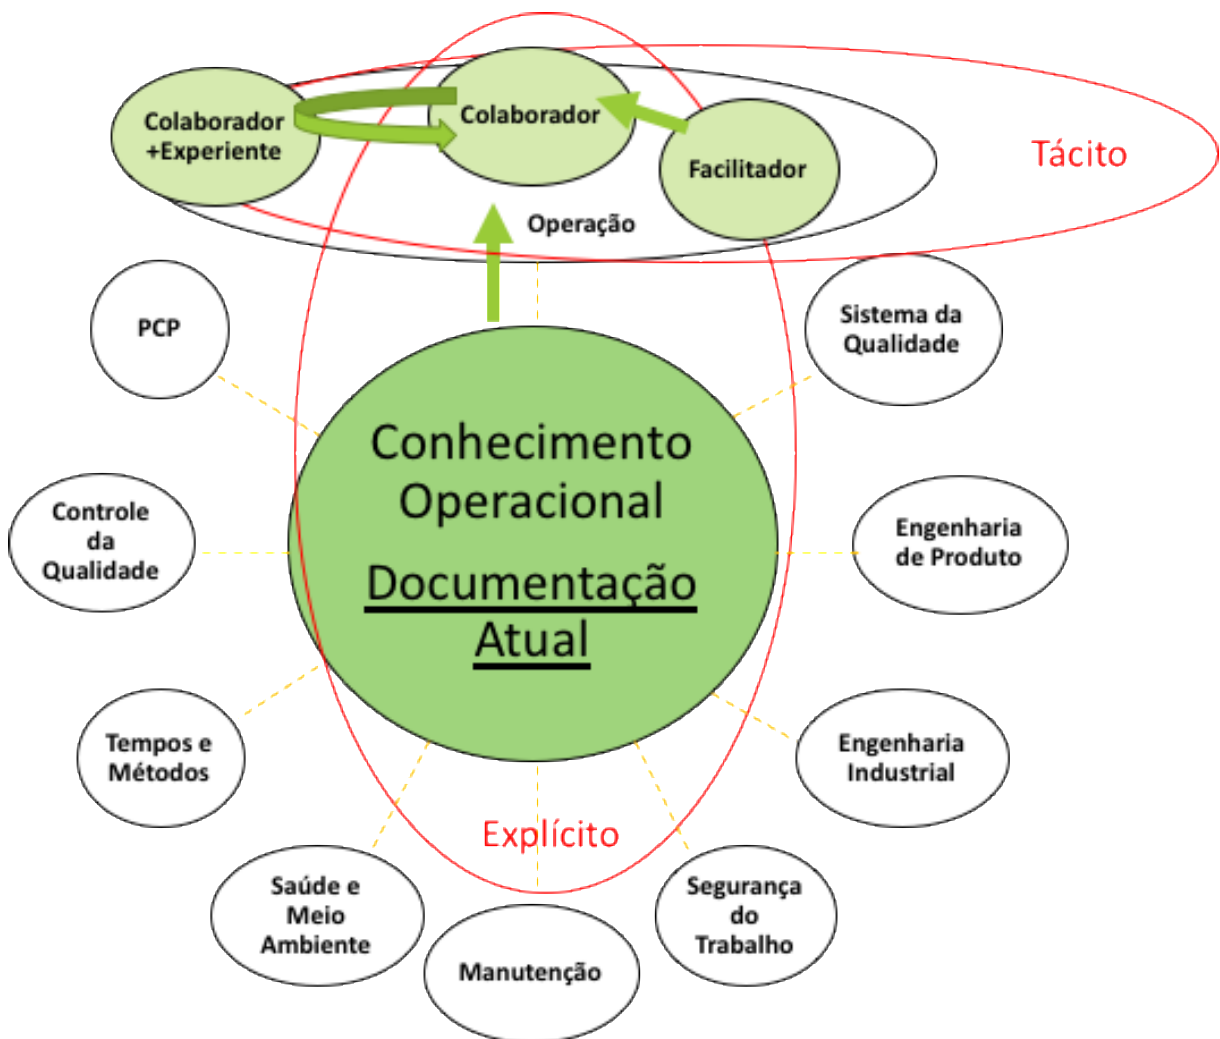 Colaborador
+Experiente
Colaborador
Facilitador
Tácito
Operação
PCP
Sistema da
Qualidade
Conhecimento
Operacional
Documentação
Atual
Controle
da
Qualidade
Engenharia
de Produto
Tempos e
Métodos
Engenharia
Industrial
Explícito
Saúde e
Meio
Ambiente
Manutenção
Segurança
do
Trabalho